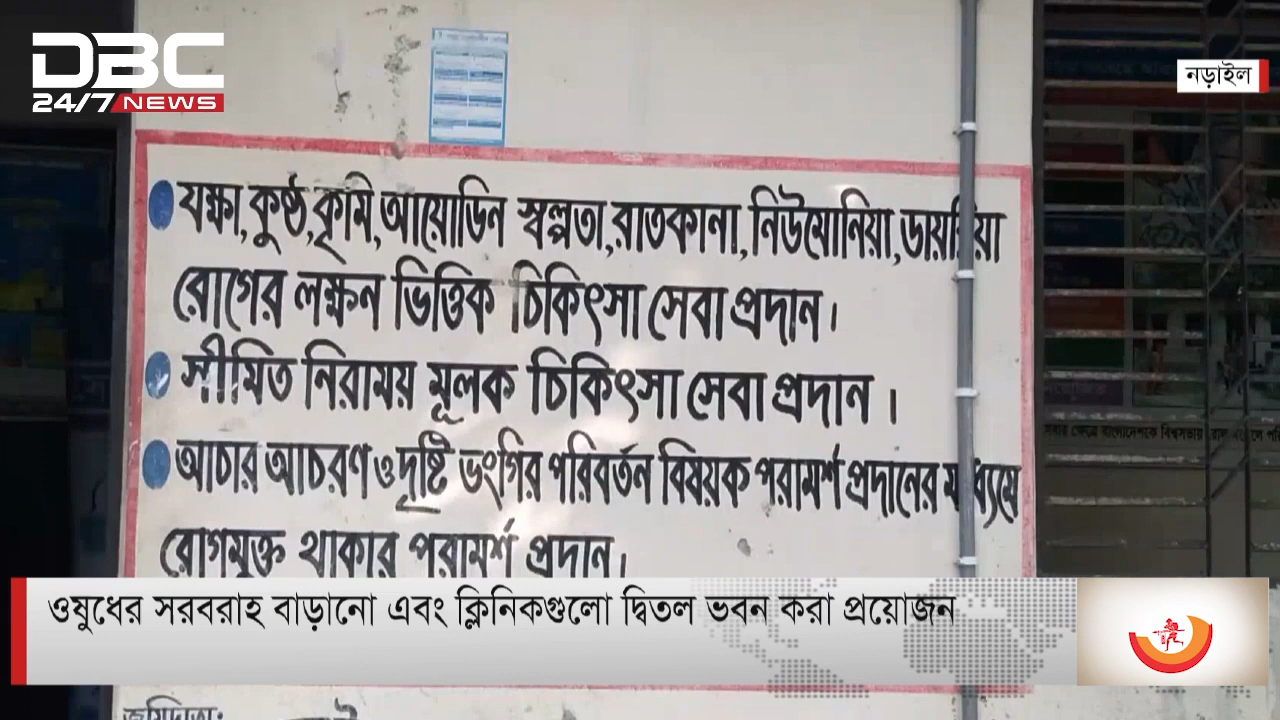 DBC
24/7 NEWS
নড়াইল
যক্ষা,কুষ্ঠ,কৃমি,আয়োডিন স্বল্পতা,রাতকানা,নিউমোনিয়া,ডায়রিয়া
রোগের লক্ষন ভিত্তিক চিকিৎসা সেবা প্রদান।
সীমিত নিরাময় মূলক চিকিৎসা সেবা প্রদান।
আচার আচরণ ও দৃষ্টি ভংগির পরিবর্তন বিষয়ক পরামর্শ প্রদানের মাধ্যমে
রোগমুক্ত থাকার পরামর্শ প্রদান।
ওষুধের সরবরাহ বাড়ানো এবং ক্লিনিকগুলো দ্বিতল ভবন করা প্রয়োজন